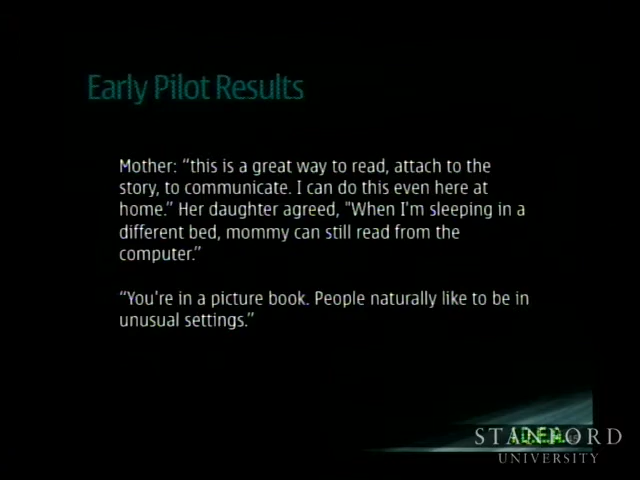 Early Pilot Results
Mother: “this is a great way to read, attach to the
story, to communicate. I can do this even here at
home.” Her daughter agreed, "When I'm sleeping in a
different bed, mommy can still read from the
computer.”
“You're in a picture book. People naturally like to be in
unusual settings.”
STANFORD
UNIVERSITY